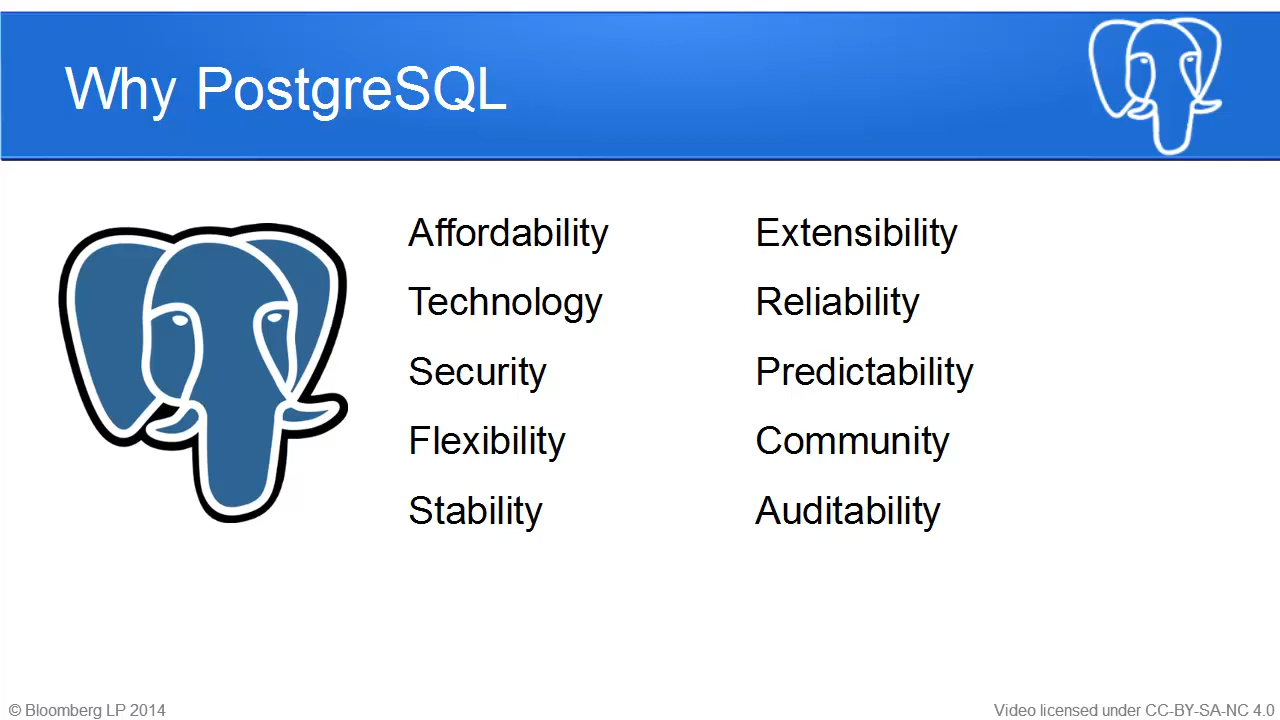 Why PostgreSQL
Affordability
Technology
Security
Flexibility
Stability
Extensibility
Reliability
Predictability
Community
Auditability
© Bloomberg LP 2014
Video licensed under CC-BY-SA-NC 4.0